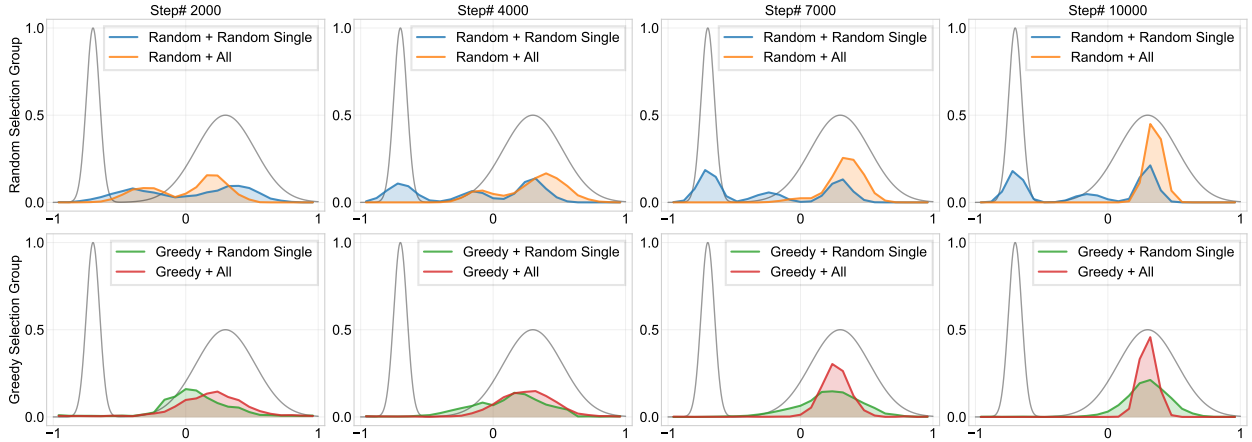 Step# 2000
Step# 4000
Step# 7000
Step# 10000
Random Selection Group
1.0
0.5
0.0
Random + Random Single
Random + All
−1
0
1
Random + Random Single
Random + All
−1
0
1
Random + Random Single
Random + All
−1
0
1
Random + Random Single
Random + All
−1
0
1
Greedy Selection Group
1.0
0.5
0.0
Greedy + Random Single
Greedy + All
−1
0
1
Greedy + Random Single
Greedy + All
−1
0
1
Greedy + Random Single
Greedy + All
−1
0
1
Greedy + Random Single
Greedy + All
−1
0
1